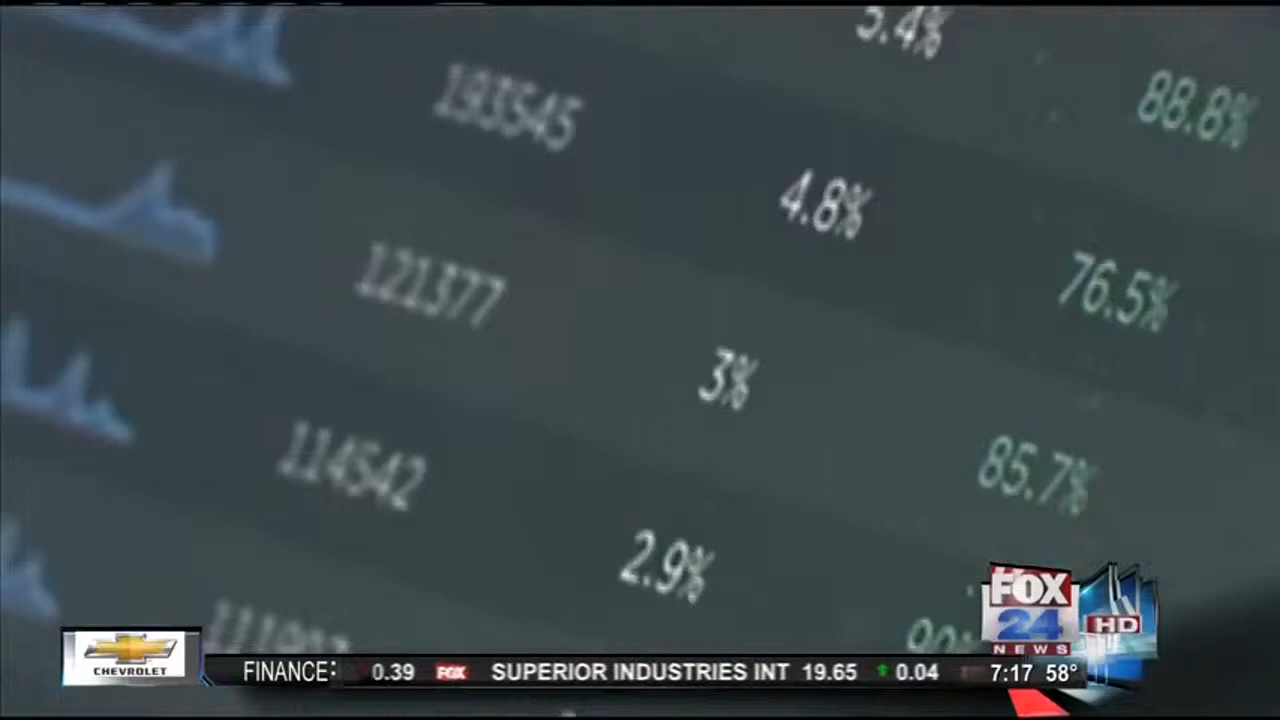 5.4%
88.8%
193545
4.8%
76.5%
121377
3%
85.7%
114542
2.9%
FOX
24
NEWS
HD
CHEVROLET
FINANCE: 0.39 FOX SUPERIOR INDUSTRIES INT 19.65 0.04 7:17 58°